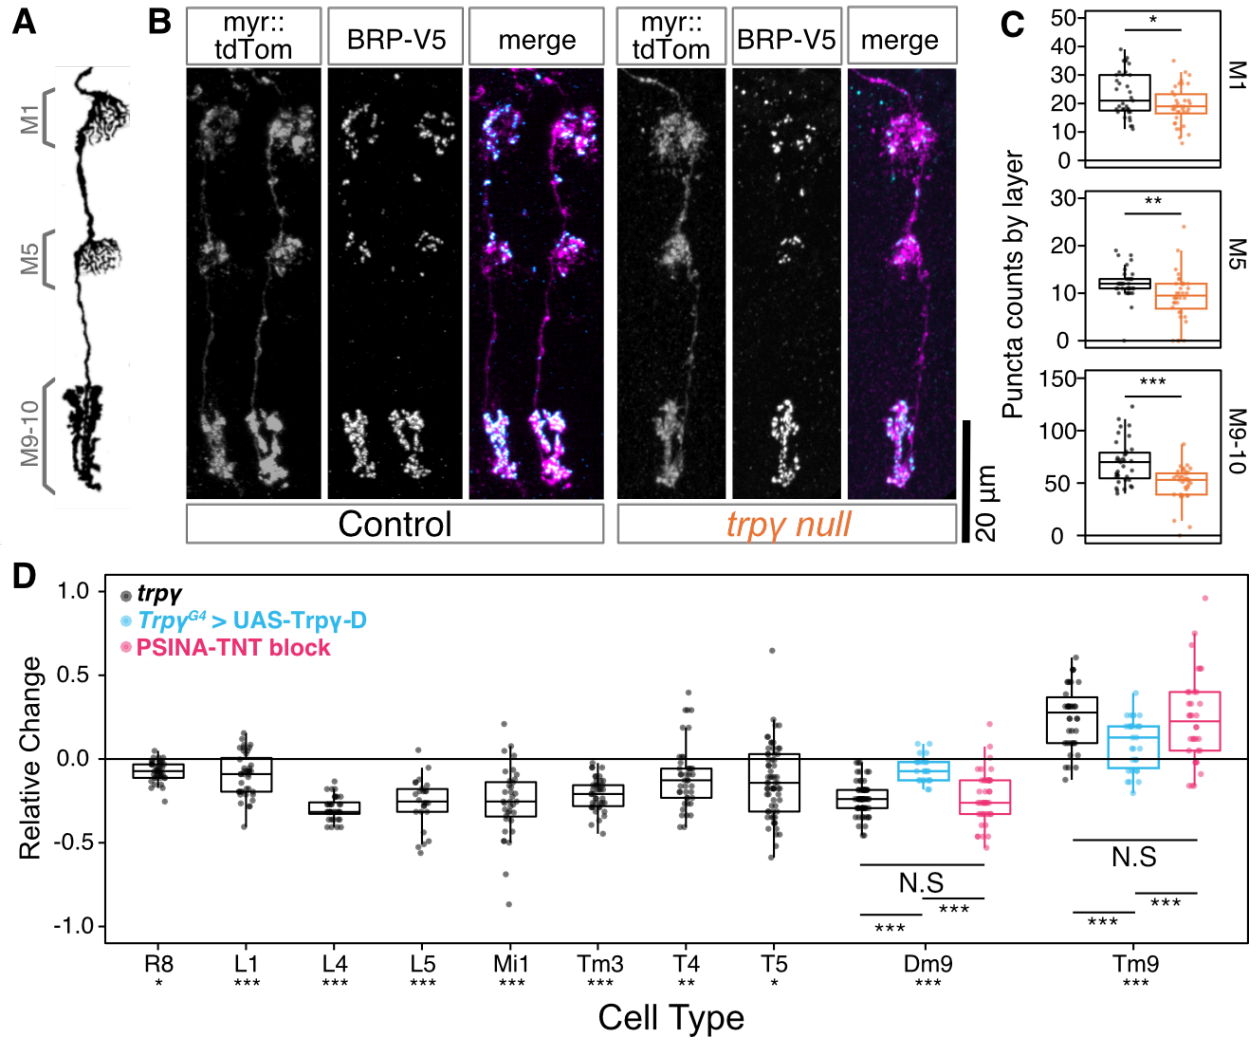 A
M1
M5
M9-10
B
myr::
tdTom
BRP-V5
merge
myr::
tdTom
BRP-V5
merge
Control
trpγ null
20 µm
C
Puncta counts by layer
50
40
30
20
10
0
*
M1
30
20
10
0
**
M5
150
100
50
0
***
M9-10
D
Relative Change
1.0
0.5
0.0
-0.5
-1.0
trpγ
Trpγᴳ⁴ > UAS-Trpγ-D
PSINA-TNT block
N.S
***
***
N.S
***
***
R8 L1 L4 L5 Mi1 Tm3 T4 T5 Dm9 Tm9
* *** *** *** *** *** ** * *** ***
Cell Type